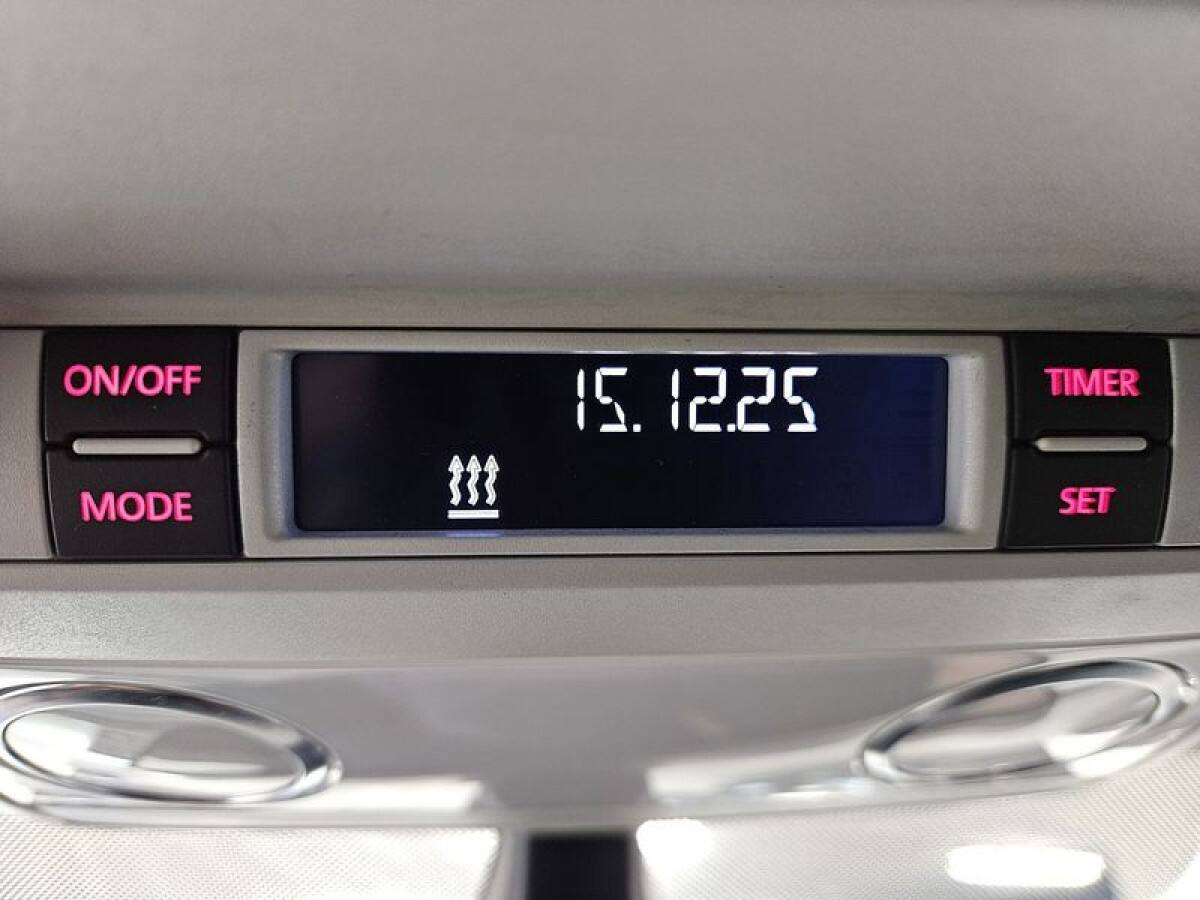 ON/OFF
15.12.25
TIMER
MODE
SET